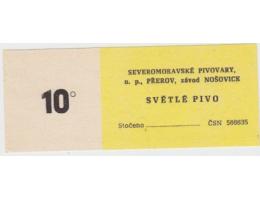 10°
SEVEROMORAVSKÉ PIVOVARY,
n. p., PŘEROV, závod NOŠOVICE
SVĚTLÉ PIVO
Stočeno ČSN 566635